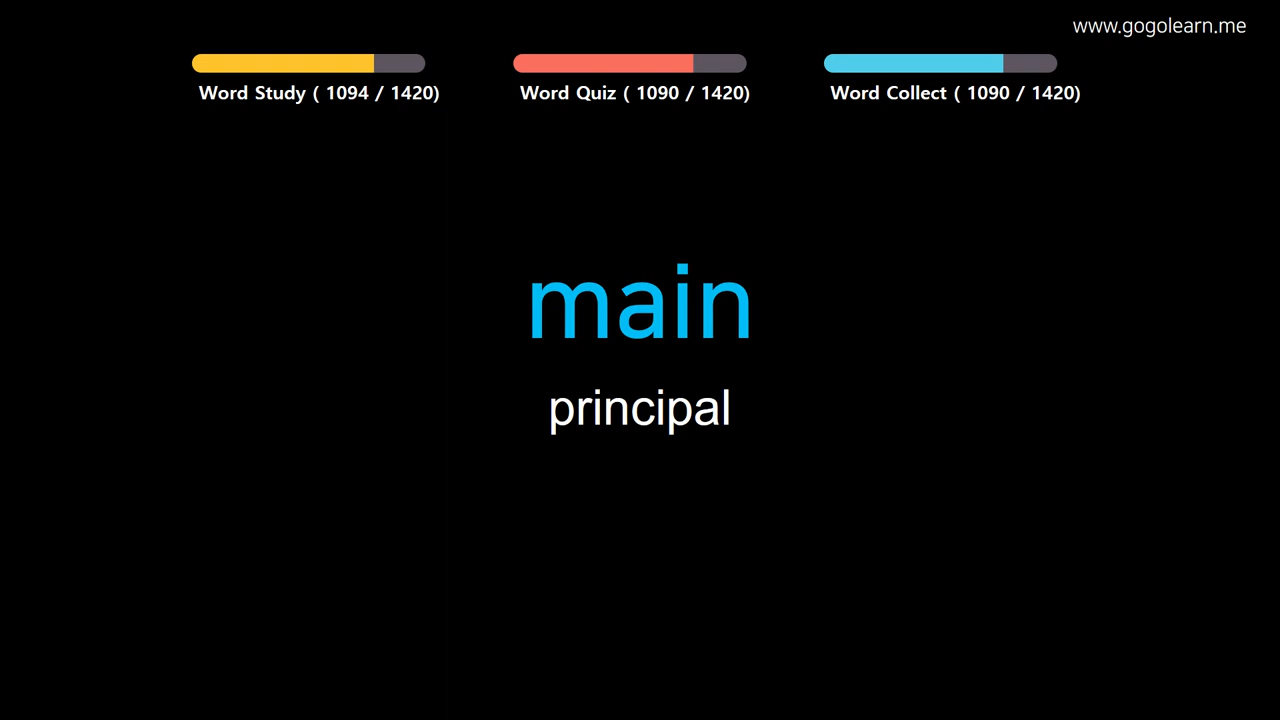 www.gogolearn.me
Word Study ( 1094 / 1420)
Word Quiz ( 1090 / 1420)
Word Collect ( 1090 / 1420)
main
principal